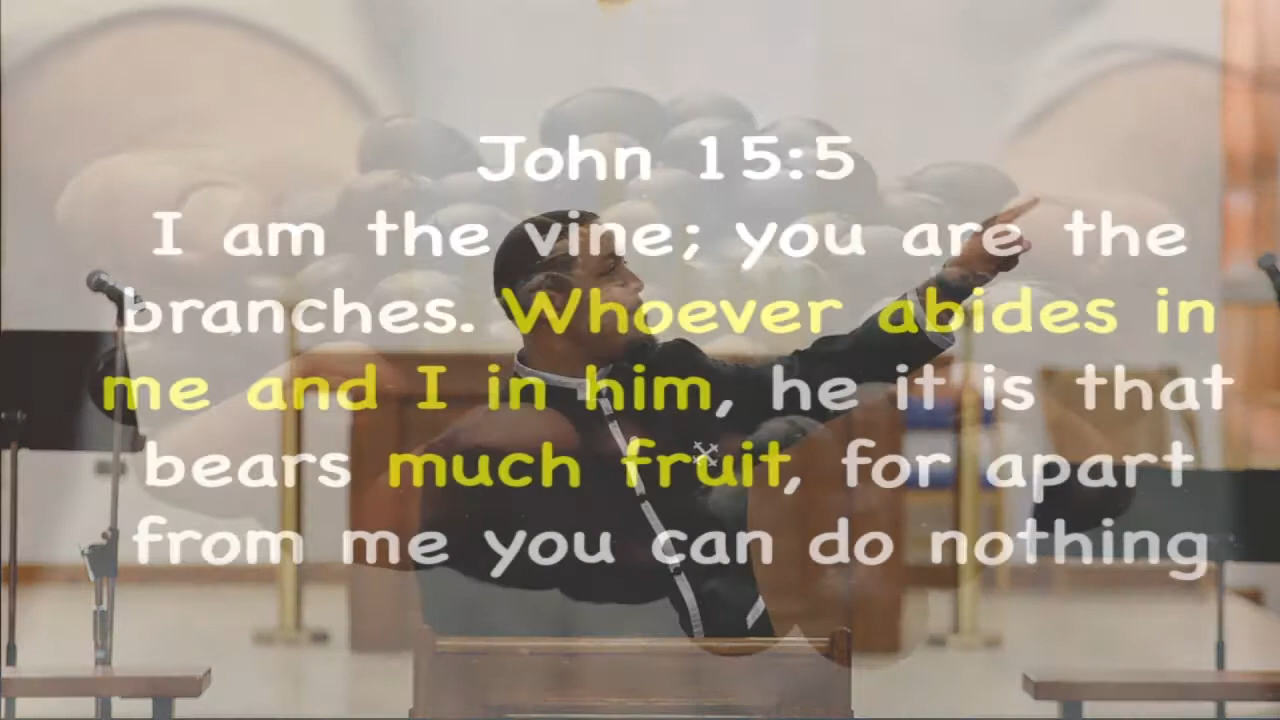 John 15:5
I am the vine; you are the
branches. Whoever abides in
me and I in him, he it is that
bears much fruit, for apart
from me you can do nothing